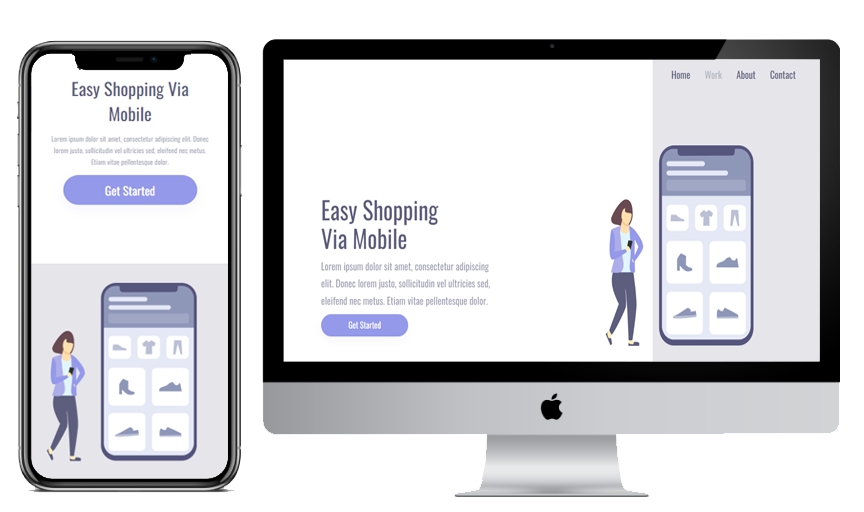 Easy Shopping Via
Mobile
Lorem ipsum dolor sit amet, consectetur adipiscing elit. Donec
lorem justo, sollicitudin vel ultricies sed, eleifend nec metus.
Etiam vitae pellentesque dolor.
Get Started
Home Work About Contact
Easy Shopping
Via Mobile
Lorem ipsum dolor sit amet, consectetur adipiscing
elit. Donec lorem justo, sollicitudin vel ultricies sed,
eleifend nec metus. Etiam vitae pellentesque dolor.
Get Started